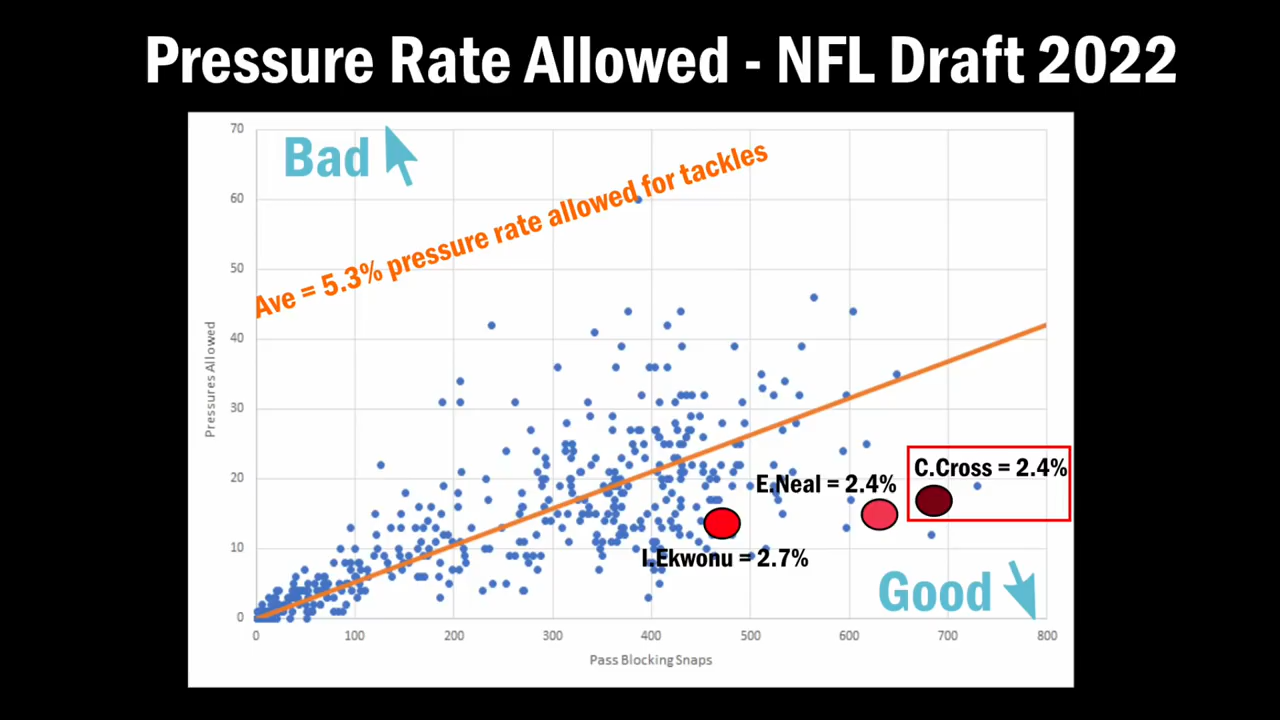 Pressure Rate Allowed - NFL Draft 2022
Bad
Ave = 5.3% pressure rate allowed for tackles
70
60
50
40
30
20
10
0
Pressures Allowed
C.Cross = 2.4%
E.Neal = 2.4%
I.Ekwonu = 2.7%
Good
0 100 200 300 400 500 600 700 800
Pass Blocking Snaps